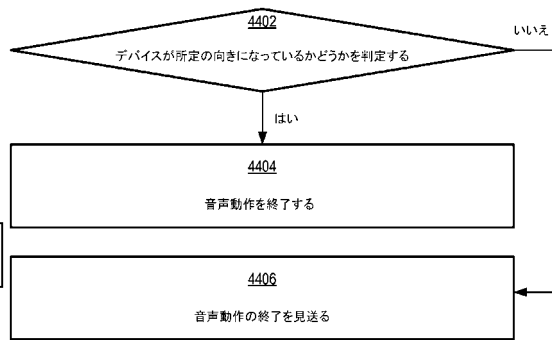 4402
デバイスが所定の向きになっているかどうかを判定する
いいえ
はい
4404
音声動作を終了する
4406
音声動作の終了を見送る